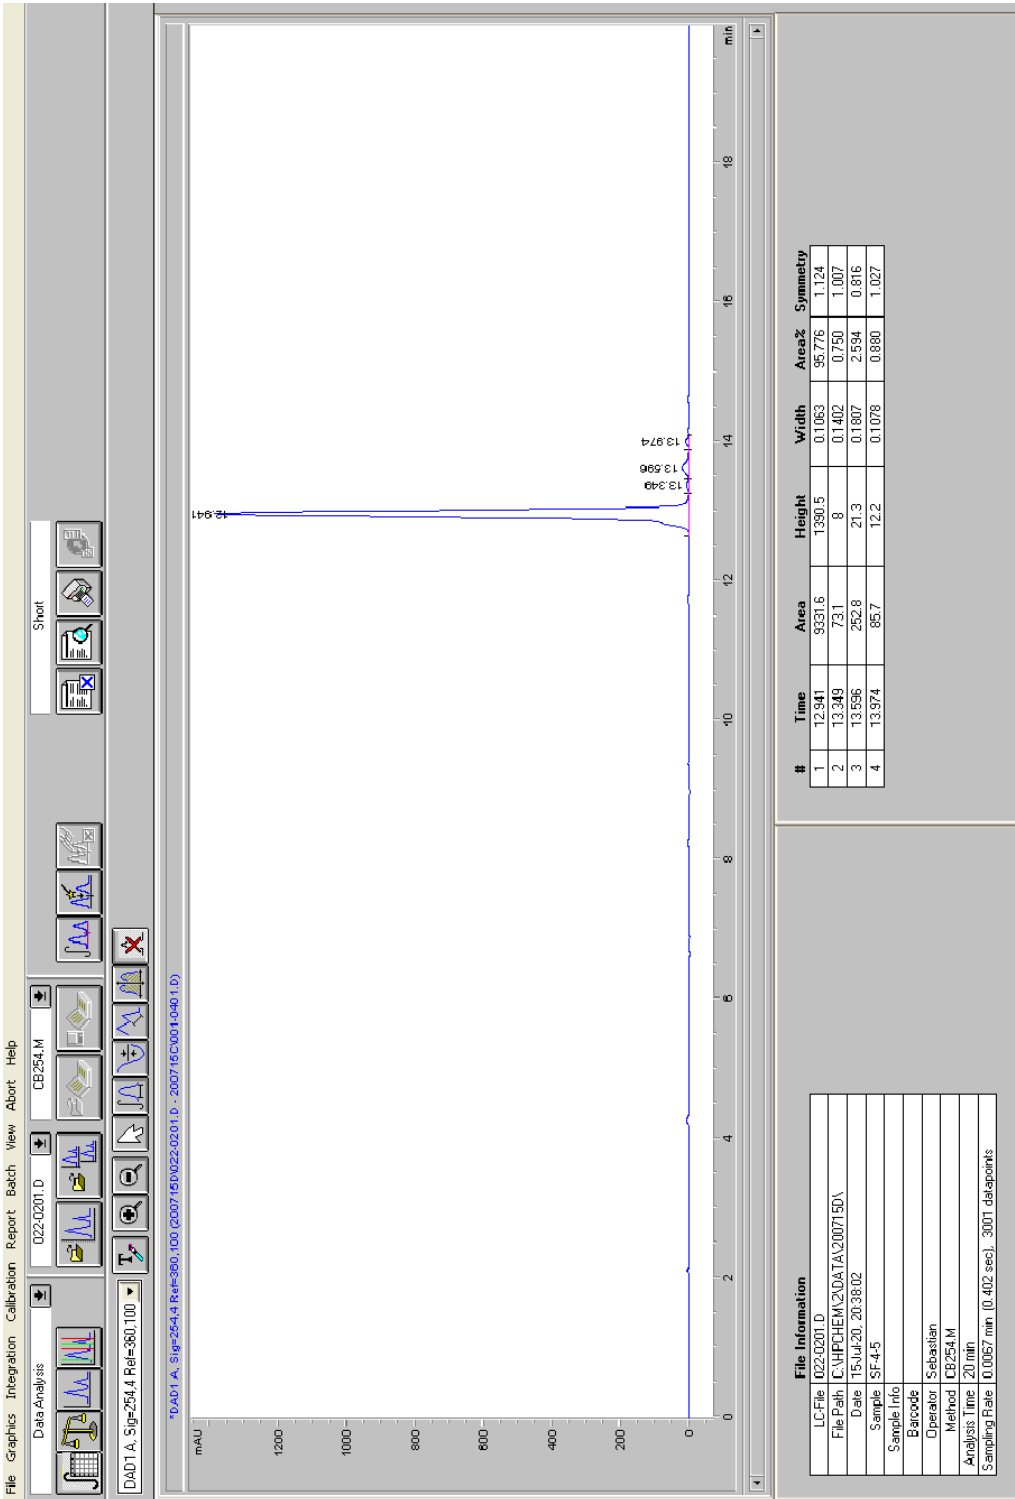 File Graphics Integration Calibration Report Batch View Abort Help
Data Analysis 022-0201.D CB254.M Short
DAD1 A, Sig=254,4 Ref=360,100
*DAD1 A, Sig=254,4 Ref=360,100 (200715D\022-0201.D - 200715C\001-0401.D)
mAU
1200
1000
800
600
400
200
0
12.941
13.349
13.596
13.974
0 2 4 6 8 10 12 14 16 18 min
File Information
LC-File 022-0201.D
File Path C:\HPCHEM\2\DATA\200715D\
Date 15-Jul-20, 20:38:02
Sample SF-4-5
Sample Info
Barcode
Operator Sebastian
Method CB254.M
Analysis Time 20 min
Sampling Rate 0.0067 min (0.402 sec), 3001 datapoints
# Time Area Height Width Area% Symmetry
1 12.941 9331.6 1390.5 0.1063 95.776 1.124
2 13.349 73.1 8 0.1402 0.750 1.007
3 13.596 252.8 21.3 0.1807 2.594 0.816
4 13.974 85.7 12.2 0.1078 0.880 1.027